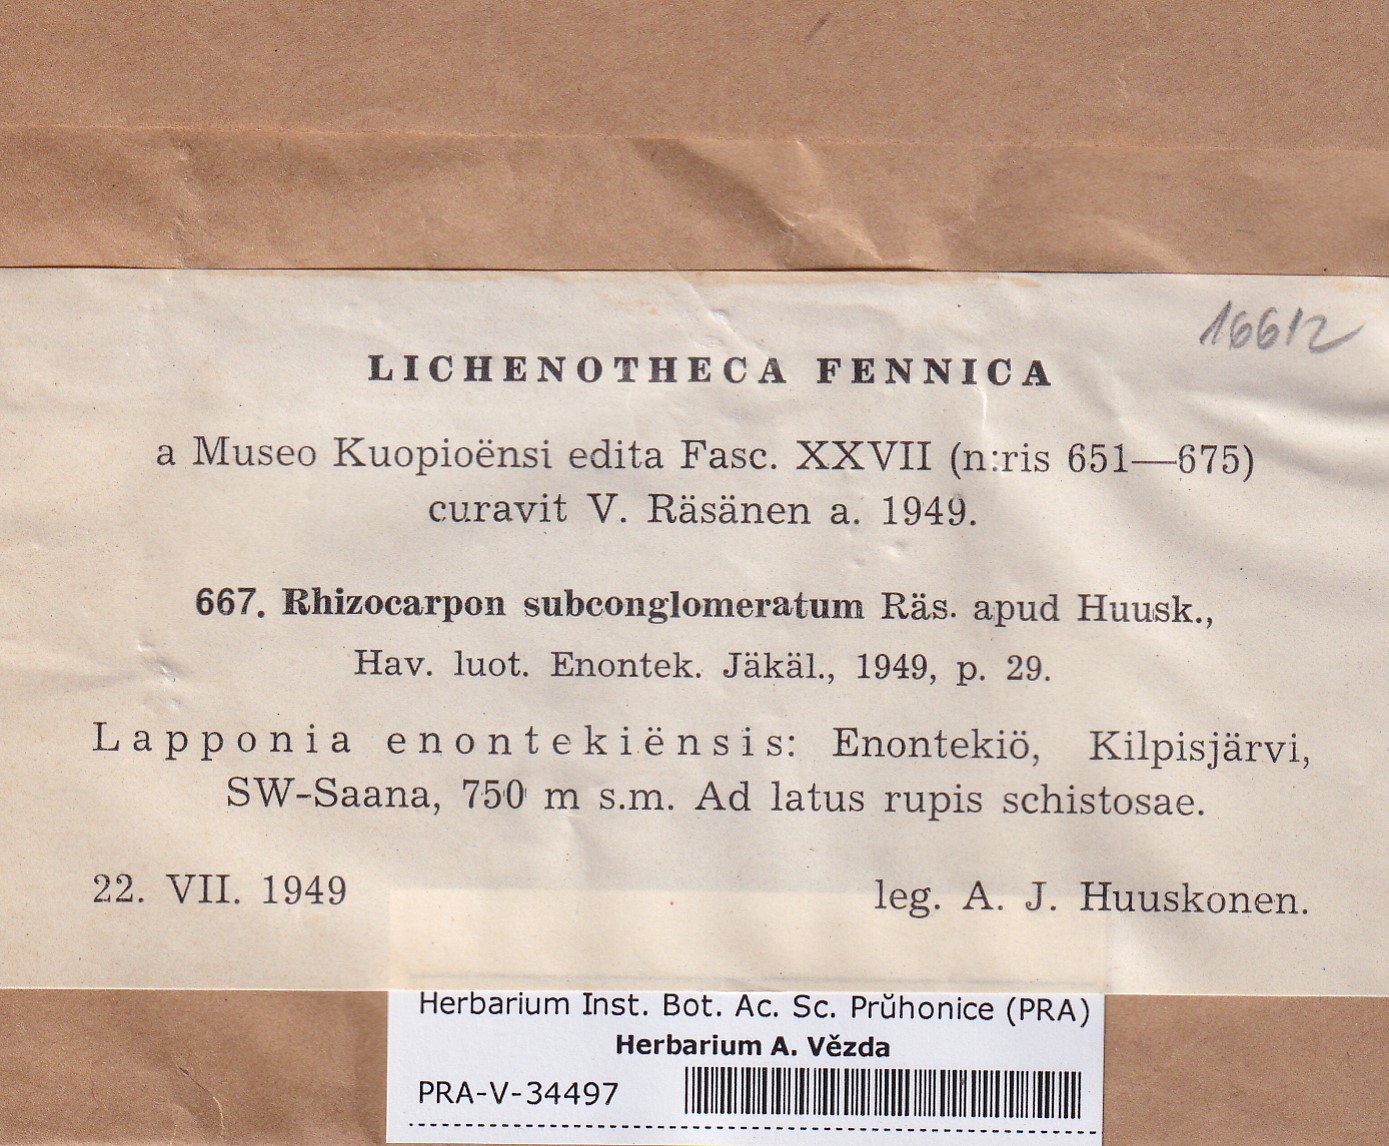 16612
LICHENOTHECA FENNICA
a Museo Kuopioënsi edita Fasc. XXVII (n:ris 651—675)
curavit V. Räsänen a. 1949.
667. Rhizocarpon subconglomeratum Räs. apud Huusk.,
Hav. luot. Enontek. Jäkäl., 1949, p. 29.
Lapponia enontekiënsis: Enontekiö, Kilpisjärvi,
SW-Saana, 750 m s.m. Ad latus rupis schistosae.
22. VII. 1949 leg. A. J. Huuskonen.
Herbarium Inst. Bot. Ac. Sc. Prŭhonice (PRA)
Herbarium A. Vězda
PRA-V-34497